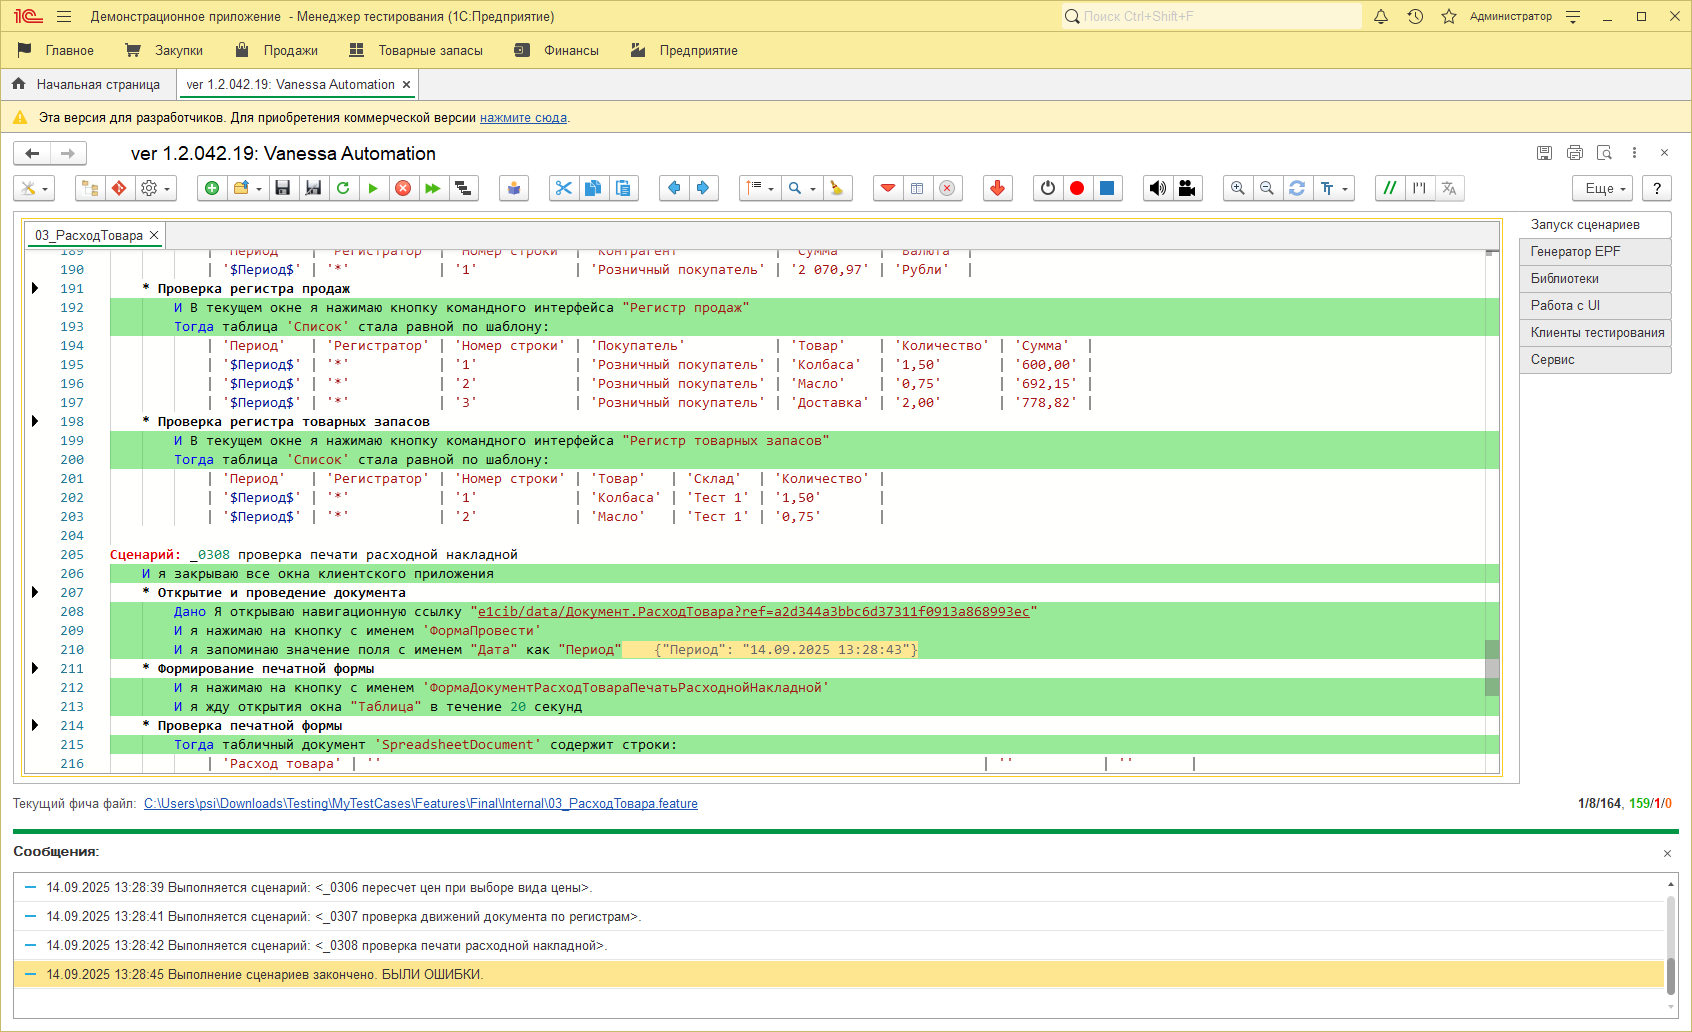 1С Демонстрационное приложение - Менеджер тестирования (1С:Предприятие) Поиск Ctrl+Shift+F Администратор
Главное Закупки Продажи Товарные запасы Финансы Предприятие
Начальная страница ver 1.2.042.19: Vanessa Automation ×
Эта версия для разработчиков. Для приобретения коммерческой версии нажмите сюда.
ver 1.2.042.19: Vanessa Automation
Еще ?
03_РасходТовара ×
189 | 'Период' | 'Регистратор' | 'Номер строки' | 'Контрагент' | 'Сумма' | 'Валюта' |
190 | '$Период$' | '*' | '1' | 'Розничный покупатель' | '2 070,97' | 'Рубли' |
191 * Проверка регистра продаж
192 И В текущем окне я нажимаю кнопку командного интерфейса "Регистр продаж"
193 Тогда таблица 'Список' стала равной по шаблону:
194 | 'Период' | 'Регистратор' | 'Номер строки' | 'Покупатель' | 'Товар' | 'Количество' | 'Сумма' |
195 | '$Период$' | '*' | '1' | 'Розничный покупатель' | 'Колбаса' | '1,50' | '600,00' |
196 | '$Период$' | '*' | '2' | 'Розничный покупатель' | 'Масло' | '0,75' | '692,15' |
197 | '$Период$' | '*' | '3' | 'Розничный покупатель' | 'Доставка' | '2,00' | '778,82' |
198 * Проверка регистра товарных запасов
199 И В текущем окне я нажимаю кнопку командного интерфейса "Регистр товарных запасов"
200 Тогда таблица 'Список' стала равной по шаблону:
201 | 'Период' | 'Регистратор' | 'Номер строки' | 'Товар' | 'Склад' | 'Количество' |
202 | '$Период$' | '*' | '1' | 'Колбаса' | 'Тест 1' | '1,50' |
203 | '$Период$' | '*' | '2' | 'Масло' | 'Тест 1' | '0,75' |
204
205 Сценарий: _0308 проверка печати расходной накладной
206 И я закрываю все окна клиентского приложения
207 * Открытие и проведение документа
208 Дано Я открываю навигационную ссылку "e1cib/data/Документ.РасходТовара?ref=a2d344a3bbc6d37311f0913a868993ec"
209 И я нажимаю на кнопку с именем 'ФормаПровести'
210 И я запоминаю значение поля с именем "Дата" как "Период" {"Период": "14.09.2025 13:28:43"}
211 * Формирование печатной формы
212 И я нажимаю на кнопку с именем 'ФормаДокументРасходТовараПечатьРасходнойНакладной'
213 И я жду открытия окна "Таблица" в течение 20 секунд
214 * Проверка печатной формы
215 Тогда табличный документ 'SpreadsheetDocument' содержит строки:
216 | 'Расход товара' | '' | '' | '' |
Запуск сценариев
Генератор EPF
Библиотеки
Работа с UI
Клиенты тестирования
Сервис
Текущий фича файл: C:\Users\psi\Downloads\Testing\MyTestCases\Features\Final\Internal\03_РасходТовара.feature 1/8/164, 159/1/0
Сообщения:
14.09.2025 13:28:39 Выполняется сценарий: <_0306 пересчет цен при выборе вида цены>.
14.09.2025 13:28:41 Выполняется сценарий: <_0307 проверка движений документа по регистрам>.
14.09.2025 13:28:42 Выполняется сценарий: <_0308 проверка печати расходной накладной>.
14.09.2025 13:28:45 Выполнение сценариев закончено. БЫЛИ ОШИБКИ.